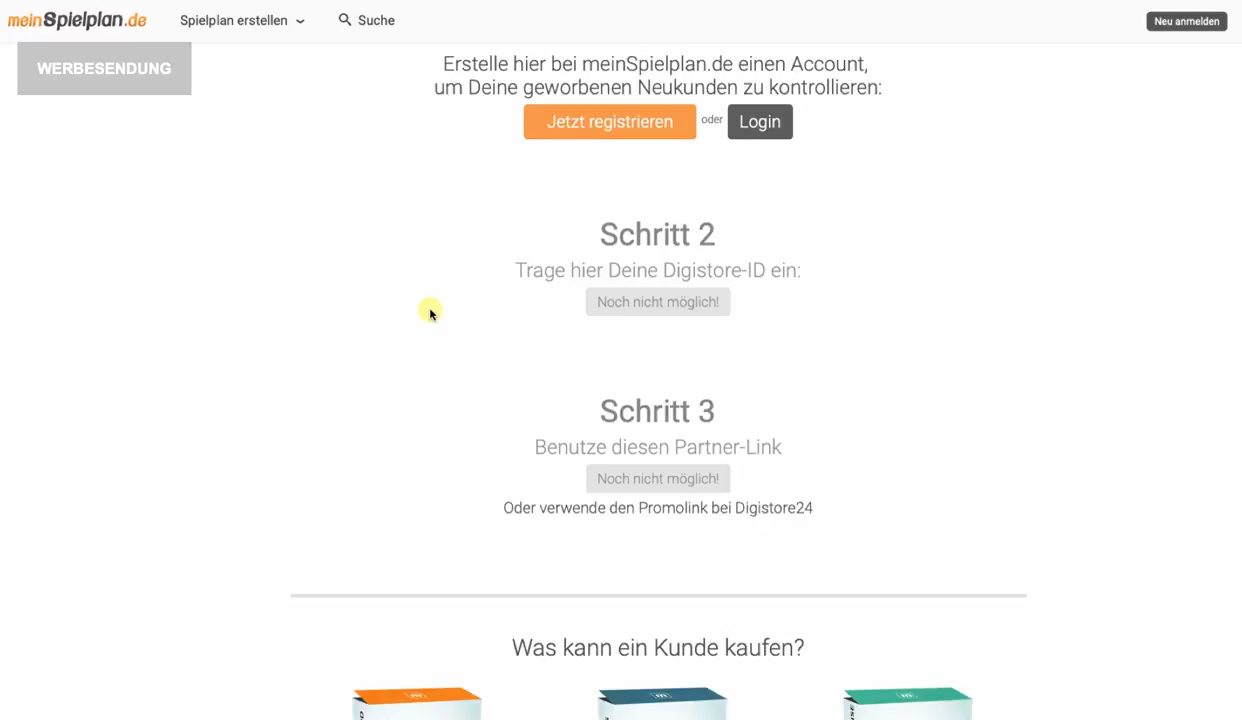 meinSpielplan.de
Spielplan erstellen
Suche
Neu anmelden
WERBESENDUNG
Erstelle hier bei meinSpielplan.de einen Account,
um Deine geworbenen Neukunden zu kontrollieren:
Jetzt registrieren oder Login
Schritt 2
Trage hier Deine Digistore-ID ein:
Noch nicht möglich!
Schritt 3
Benutze diesen Partner-Link
Noch nicht möglich!
Oder verwende den Promolink bei Digistore24
Was kann ein Kunde kaufen?